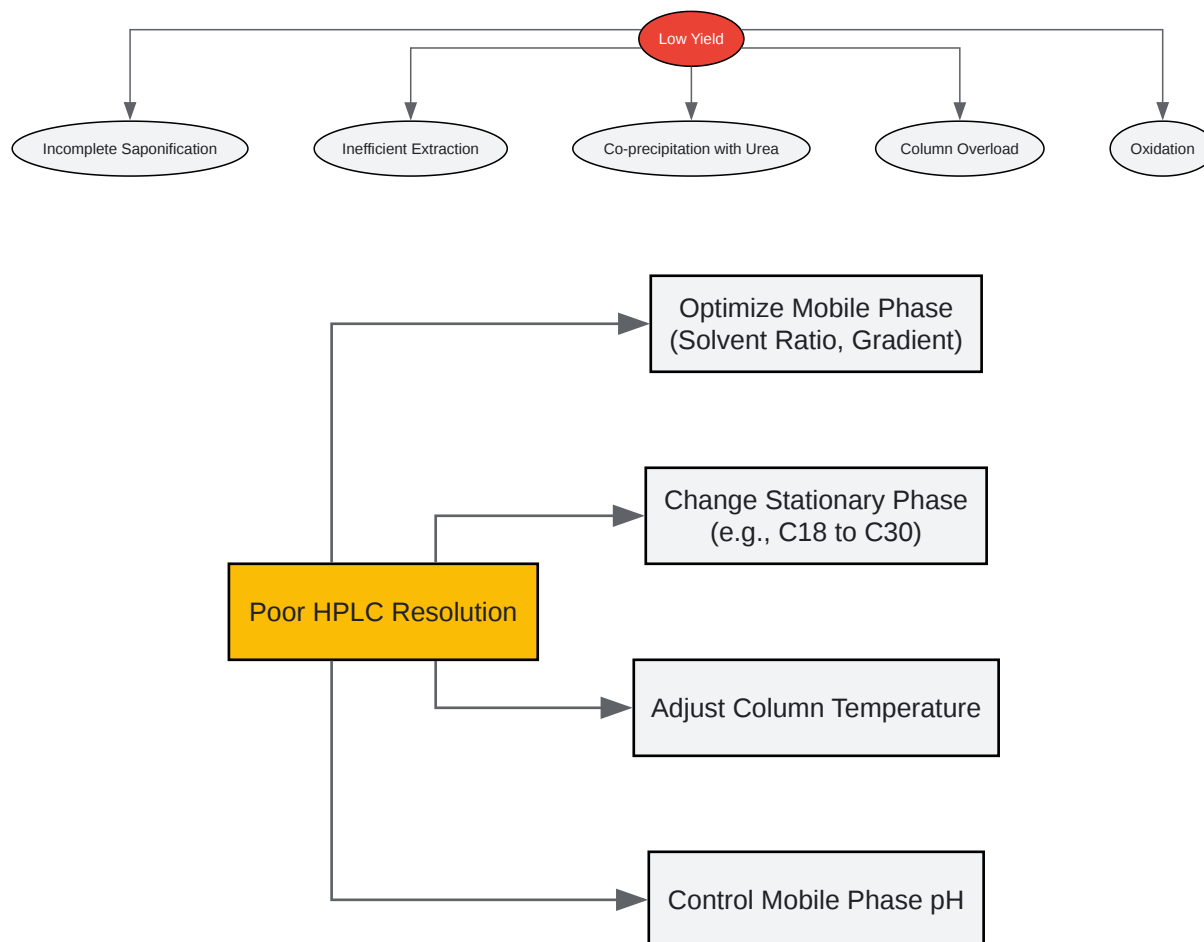 Low Yield
Incomplete Saponification
Inefficient Extraction
Co-precipitation with Urea
Column Overload
Oxidation
Optimize Mobile Phase
(Solvent Ratio, Gradient)
Change Stationary Phase
(e.g., C18 to C30)
Poor HPLC Resolution
Adjust Column Temperature
Control Mobile Phase pH